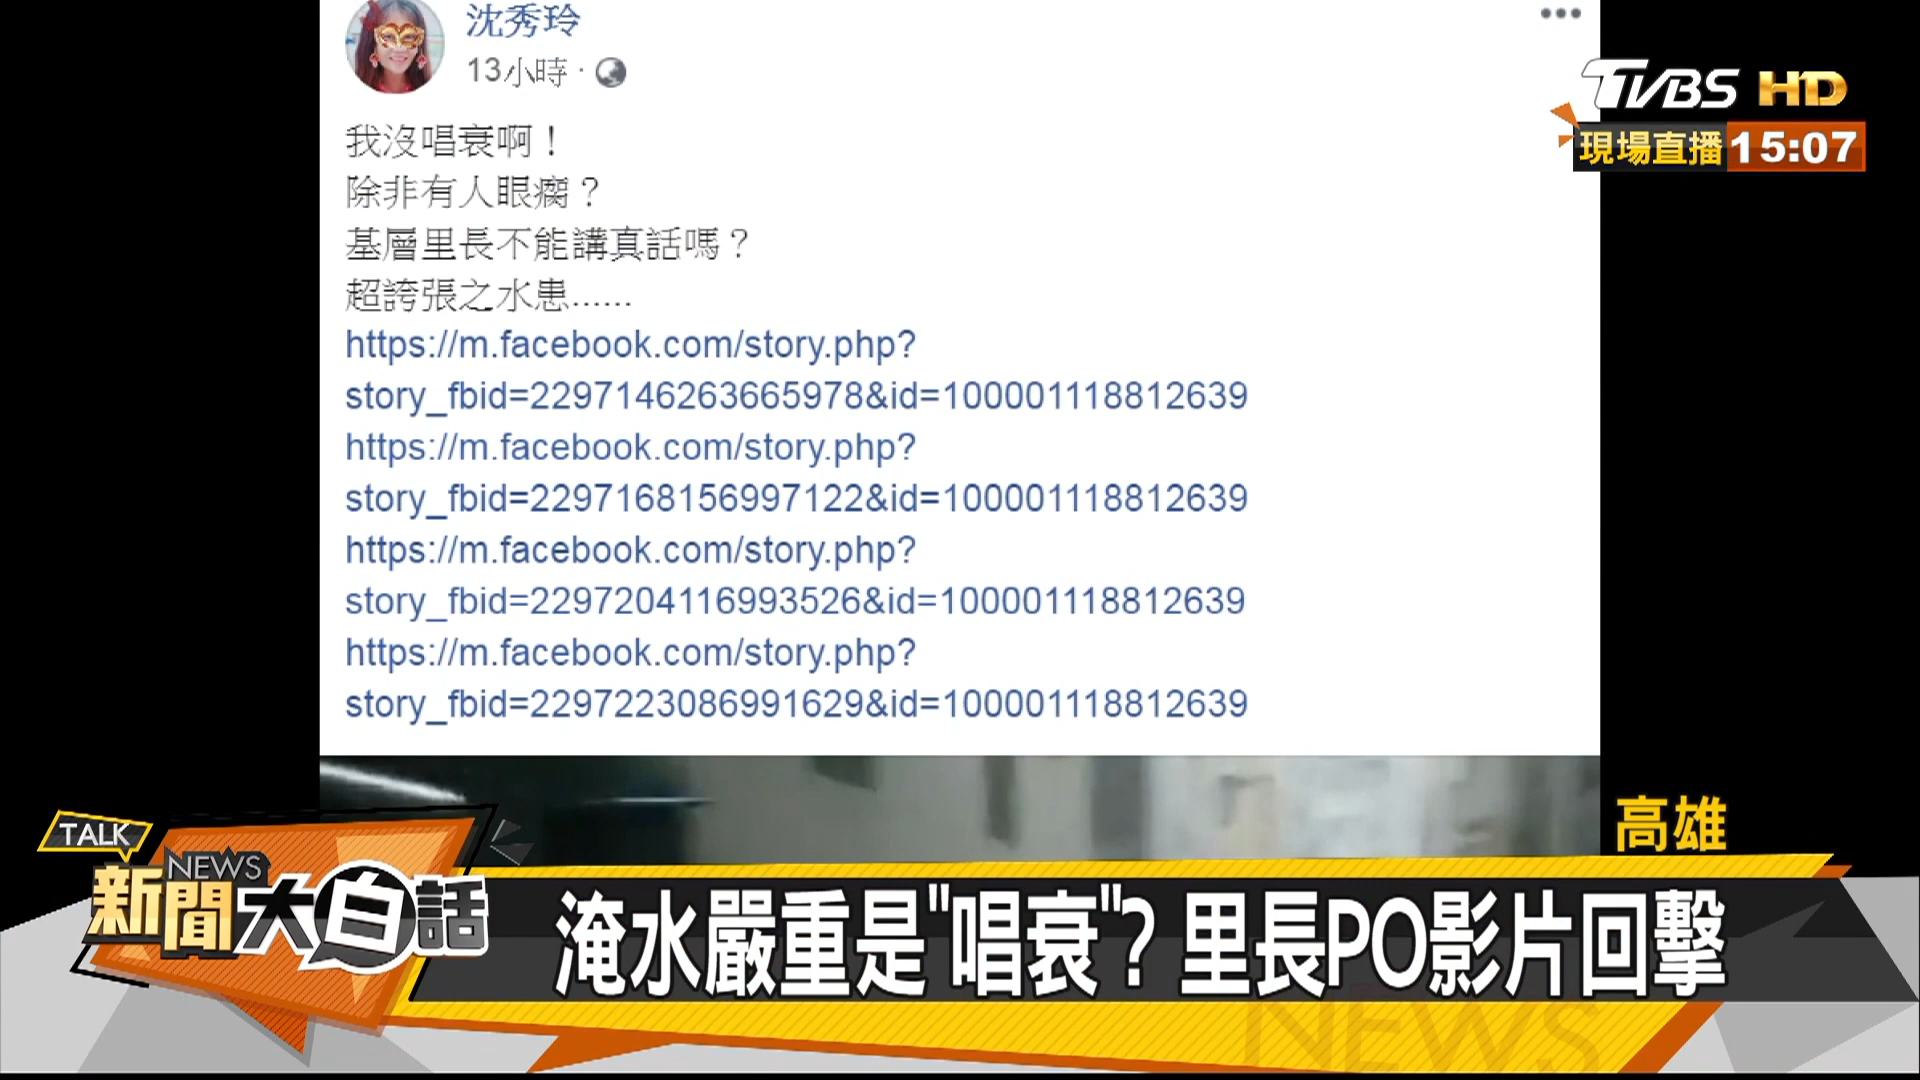 沈秀玲
13小時 ·
我沒唱衰啊！
除非有人眼瘸？
基層里長不能講真話嗎？
超誇張之水患......
https://m.facebook.com/story.php?
story_fbid=2297146263665978&id=100001118812639
https://m.facebook.com/story.php?
story_fbid=2297168156997122&id=100001118812639
https://m.facebook.com/story.php?
story_fbid=2297204116993526&id=100001118812639
https://m.facebook.com/story.php?
story_fbid=2297223086991629&id=100001118812639
TVBS HD
現場直播 15:07
高雄
TALK
NEWS
新聞大白話
淹水嚴重是"唱衰"? 里長PO影片回擊
NEWS